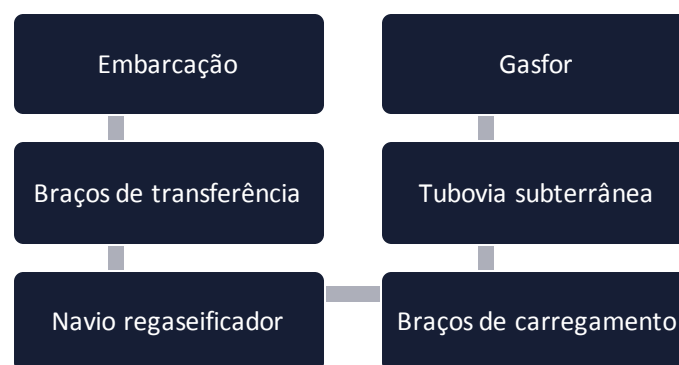 Embarcação
Gasfor
Braços de transferência
Tubovia subterrânea
Navio regaseificador
Braços de carregamento